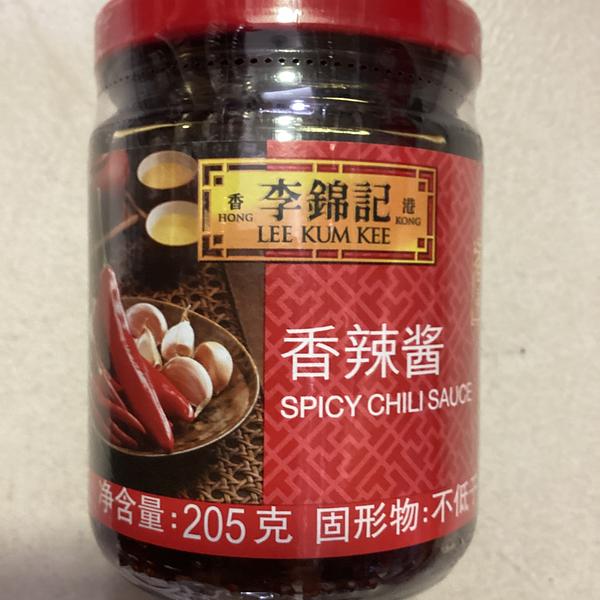 香 李錦記 港
HONG LEE KUM KEE KONG
香辣酱
SPICY CHILI SAUCE
净含量:205克 固形物:不低